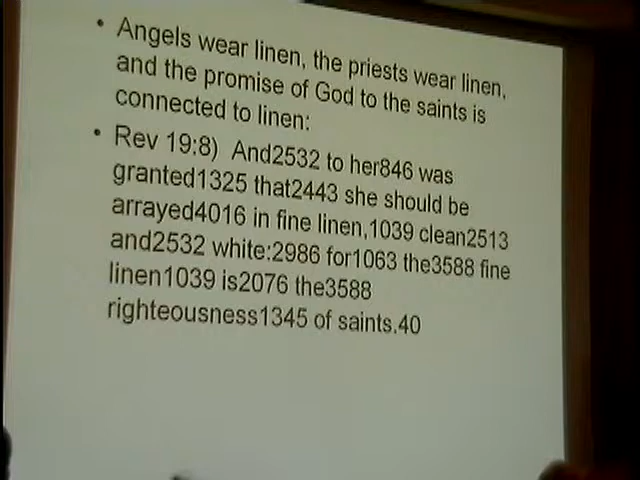 • Angels wear linen, the priests wear linen,
and the promise of God to the saints is
connected to linen:
• Rev 19:8) And2532 to her846 was
granted1325 that2443 she should be
arrayed4016 in fine linen,1039 clean2513
and2532 white:2986 for1063 the3588 fine
linen1039 is2076 the3588
righteousness1345 of saints.40